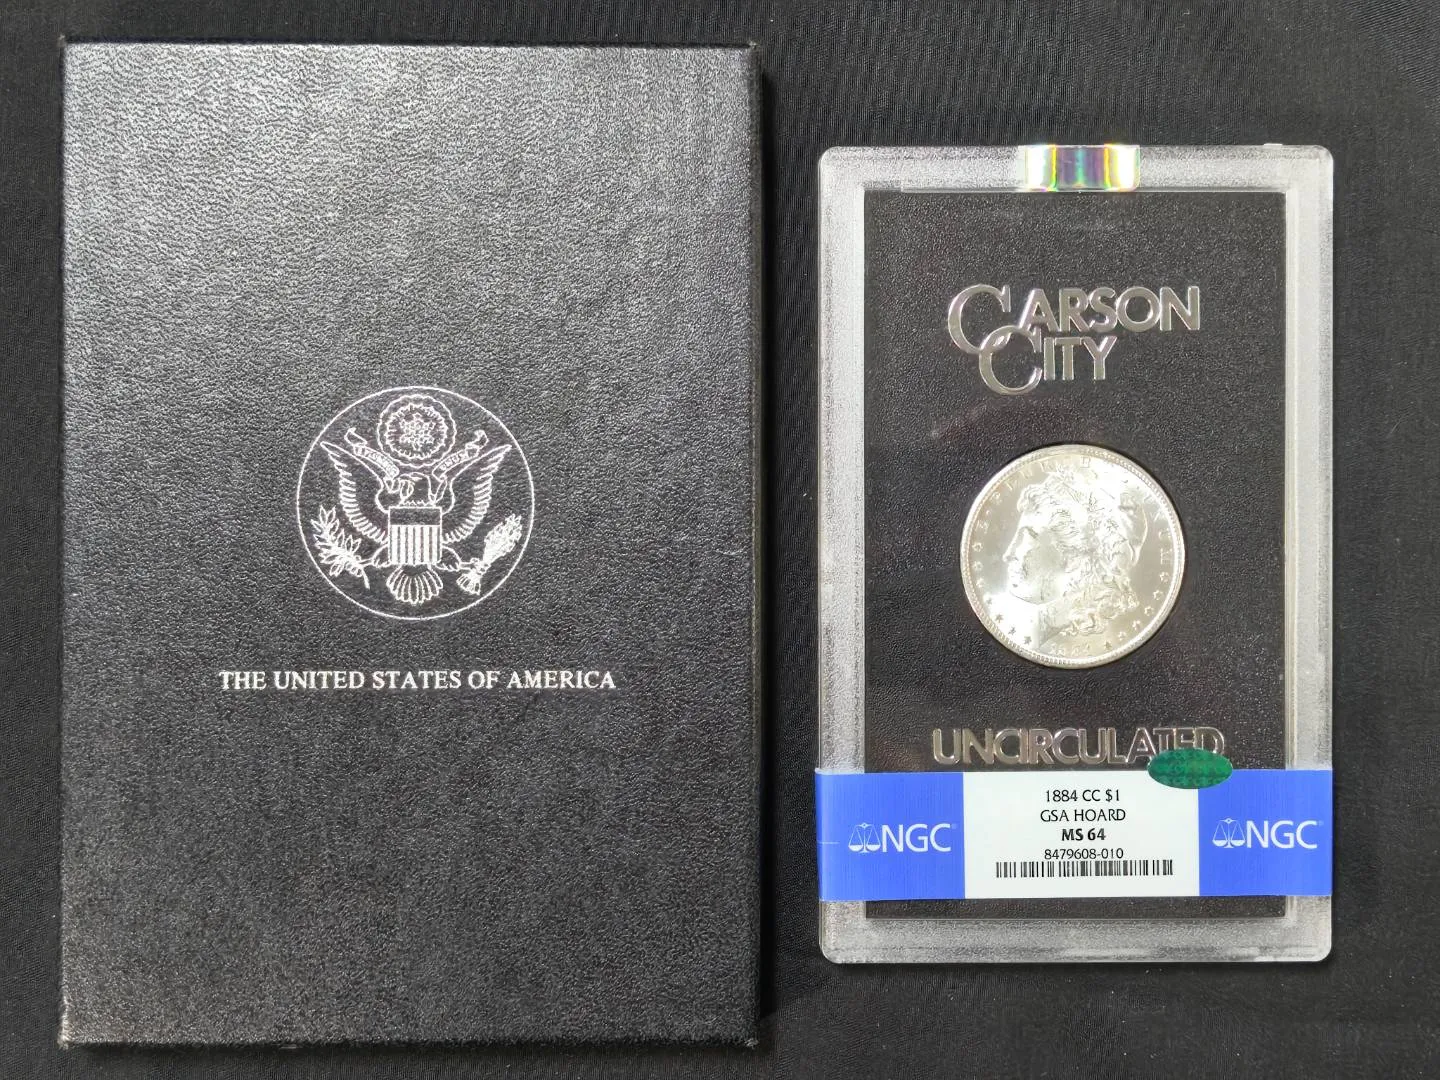 THE UNITED STATES OF AMERICA
CARSON
CITY
1884
UNCIRCULATED
1884 CC $1
GSA HOARD
MS 64
8479608-010
NGC
NGC